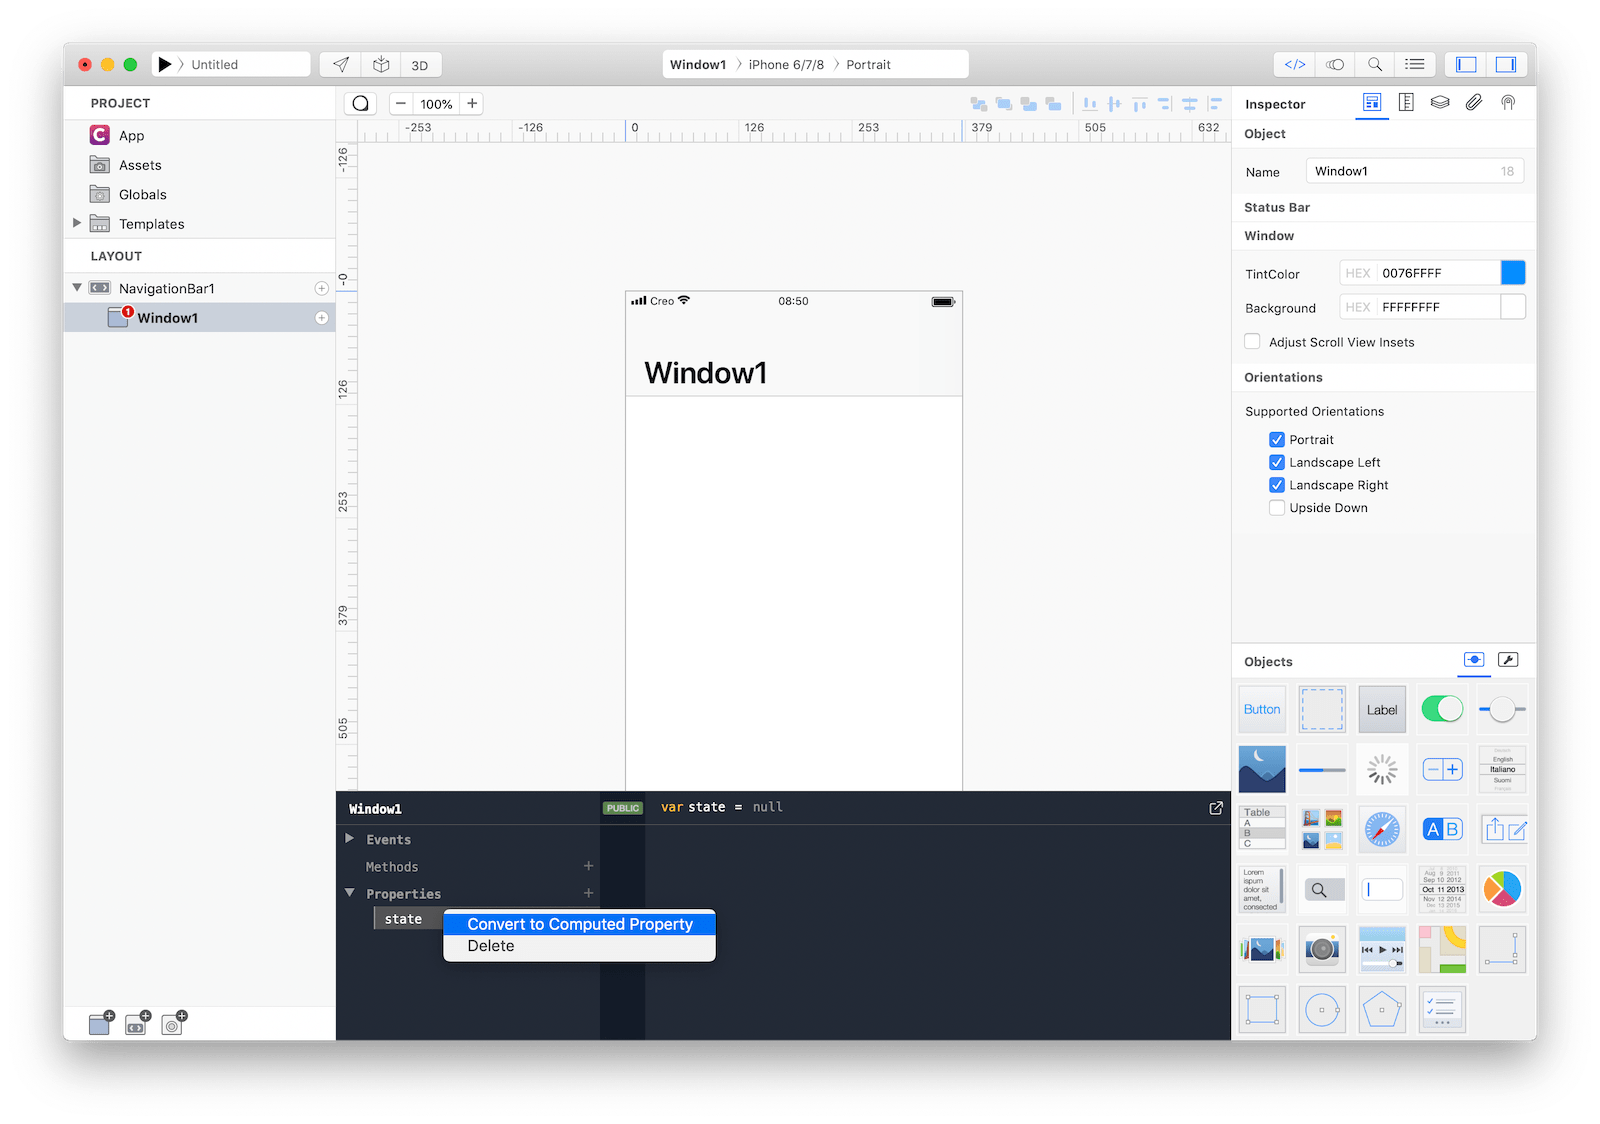 Untitled
3D
Window1 〉 iPhone 6/7/8 〉 Portrait
</>
PROJECT
App
Assets
Globals
Templates
LAYOUT
NavigationBar1
1
Window1
100%
-253 -126 0 126 253 379 505 632
-126
-0
126
253
379
505
Creo 08:50
Window1
Inspector
Object
Name Window1 18
Status Bar
Window
TintColor HEX 0076FFFF
Background HEX FFFFFFFF
Adjust Scroll View Insets
Orientations
Supported Orientations
Portrait
Landscape Left
Landscape Right
Upside Down
Objects
Button
Label
English
Italiano
Suomi
Table
A
B
C
A B
Lorem
ispum
dolor sit
amet,
consected
Aug 9 2011
Sep 10 2012
Oct 11 2013
Nov 12 2014
Dec 13 2015
Window1
Events
Methods +
Properties +
state
Convert to Computed Property
Delete
PUBLIC
var state = null